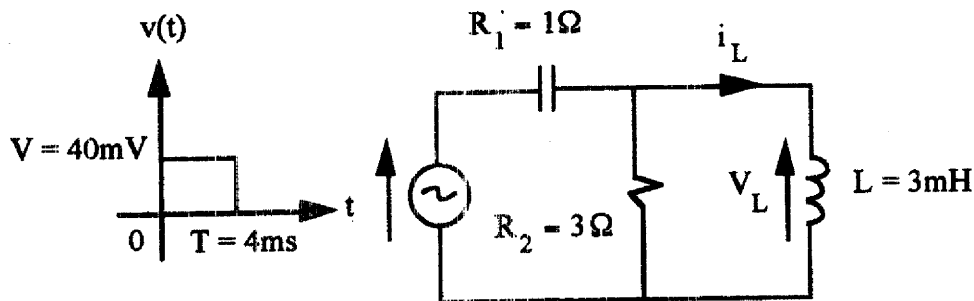 v(t)
V = 40mV
0
T = 4ms
t
R1 = 1Ω
iL
R2 = 3Ω
VL
L = 3mH